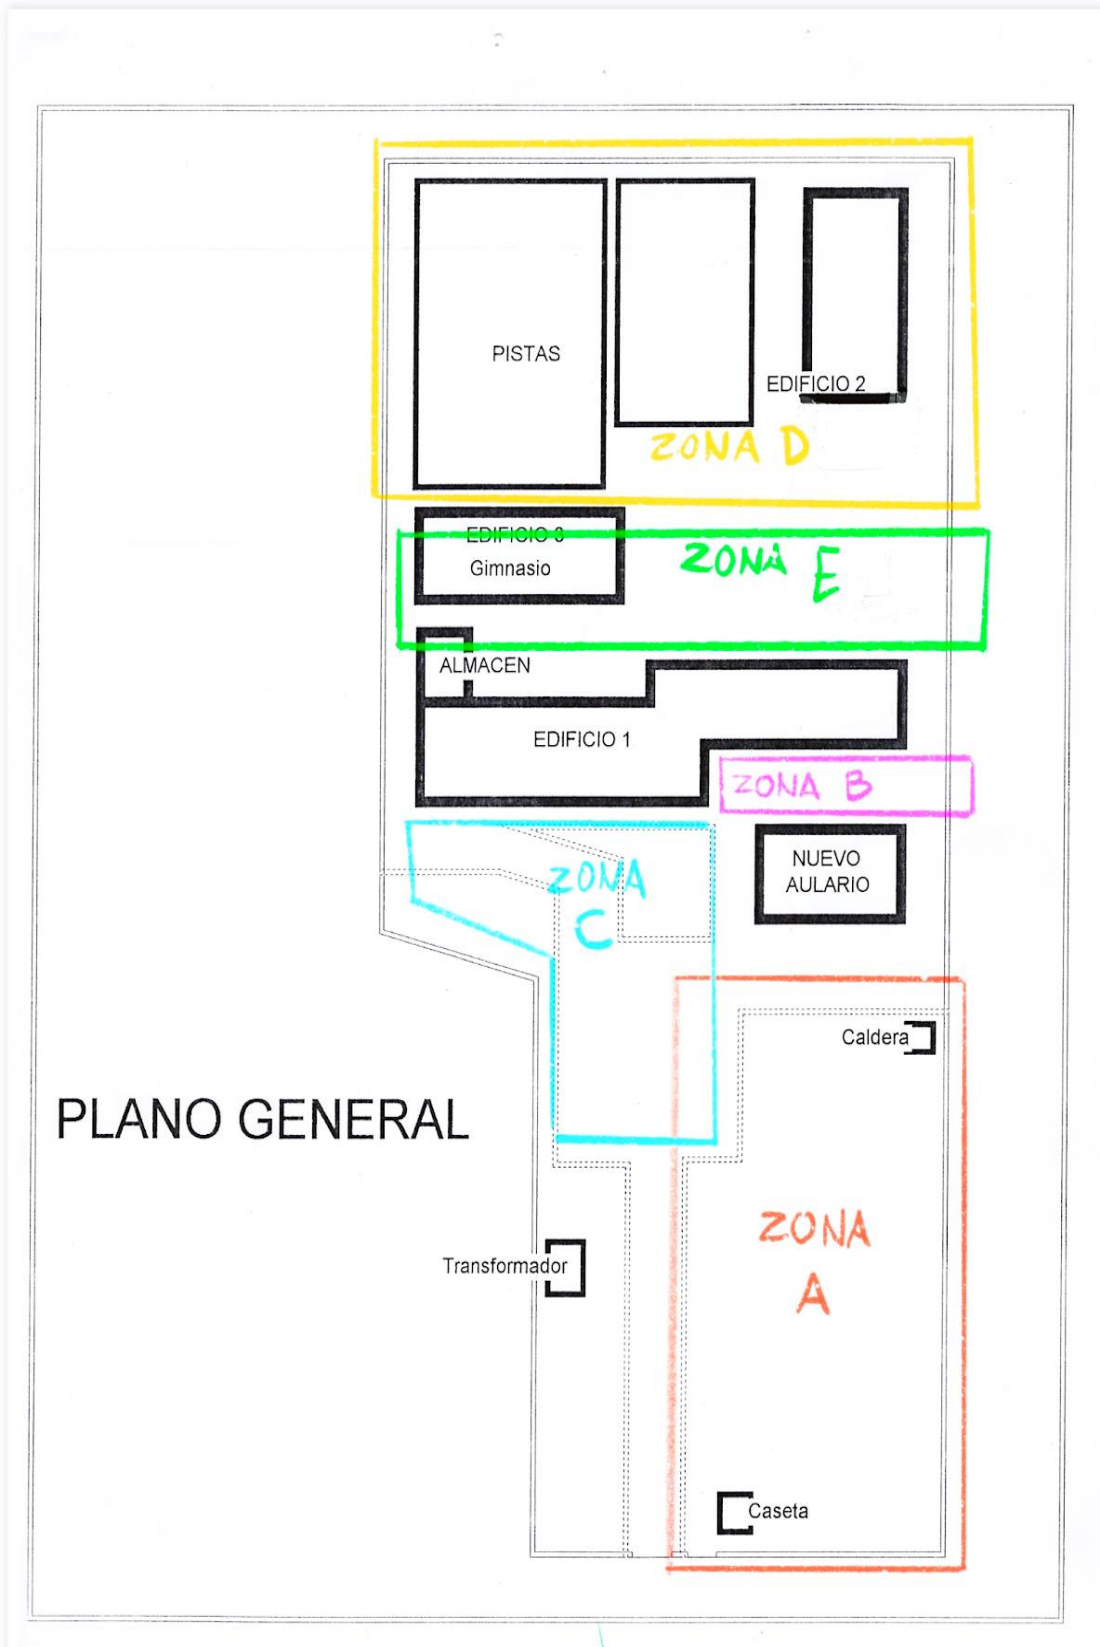 PISTAS
EDIFICIO 2
ZONA D
EDIFICIO 3
Gimnasio
ZONA E
ALMACEN
EDIFICIO 1
ZONA B
NUEVO
AULARIO
ZONA
C
Caldera
PLANO GENERAL
ZONA
A
Transformador
Caseta